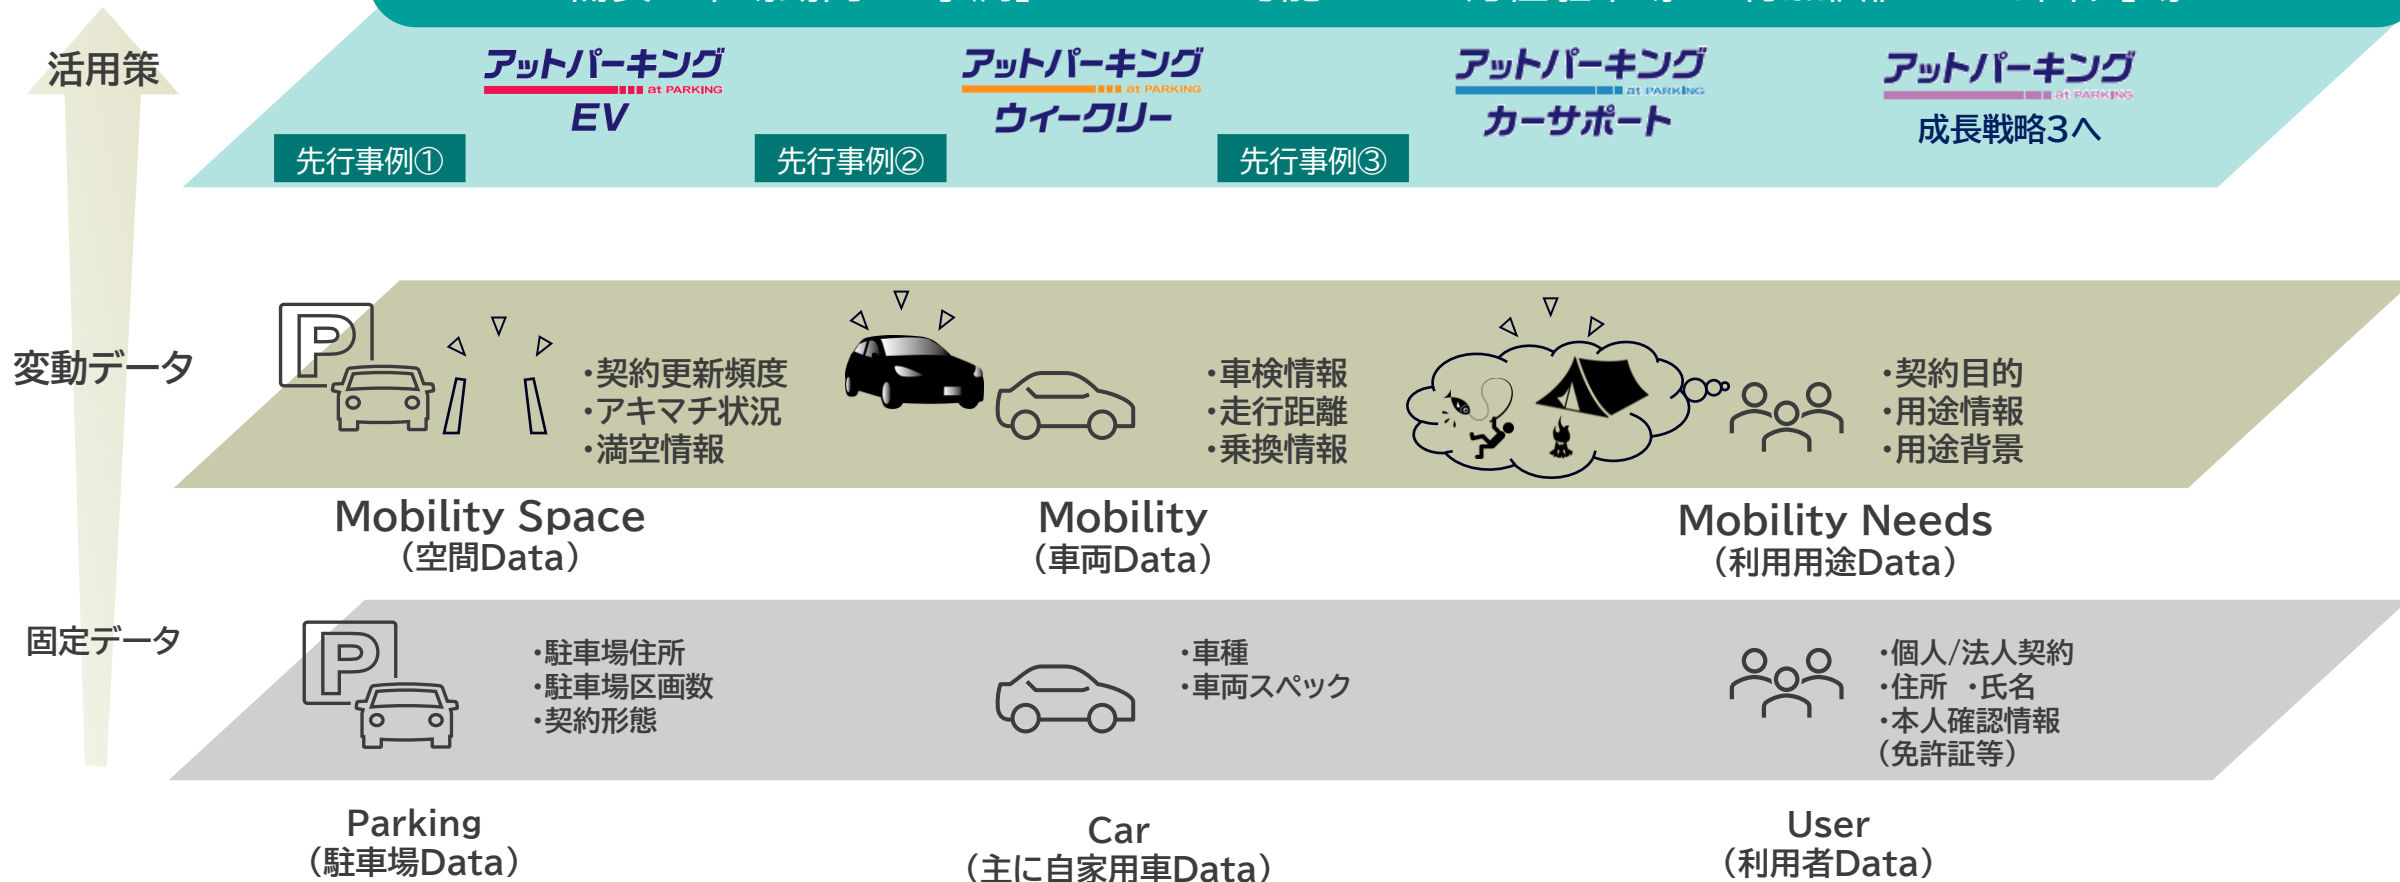 活用策
アットパーキング
at PARKING
EV
アットパーキング
at PARKING
ウイークリー
アットパーキング
at PARKING
カーサポート
アットパーキング
at PARKING
成長戦略3へ
先行事例①
先行事例②
先行事例③
変動データ
P
・契約更新頻度
・アキマチ状況
・満空情報
・車検情報
・走行距離
・乗換情報
・契約目的
・用途情報
・用途背景
Mobility Space
（空間Data）
Mobility
（車両Data）
Mobility Needs
（利用用途Data）
固定データ
P
・駐車場住所
・駐車場区画数
・契約形態
・車種
・車両スペック
・個人/法人契約
・住所 ・氏名
・本人確認情報
（免許証等）
Parking
（駐車場Data）
Car
（主に自家用車Data）
User
（利用者Data）